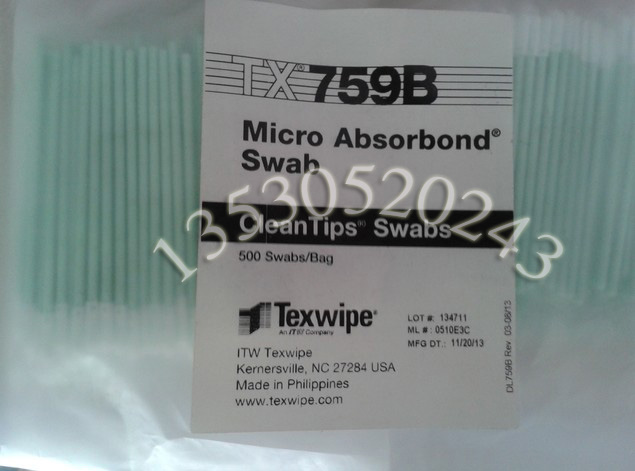 TX® 759B
Micro Absorbond®
Swab
13530520243
CleanTips® Swabs
500 Swabs/Bag
Texwipe®
An ITW Company
LOT #: 134711
ML #: 0510E3C
MFG DT.: 11/20/13
ITW Texwipe
Kernersville, NC 27284 USA
Made in Philippines
www.texwipe.com
DL759B Rev. 03-08/13